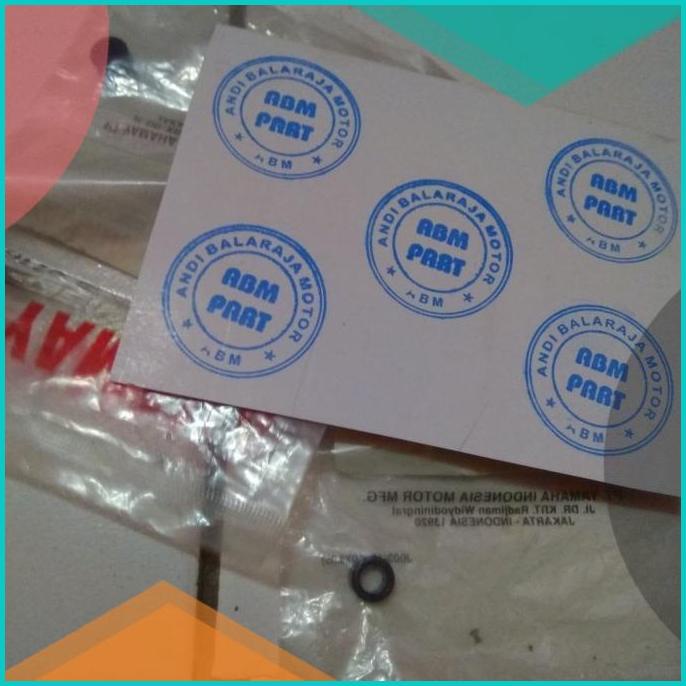 ANDI BALARAJA MOTOR
ABM
PART
ABM
ANDI BALARAJA MOTOR
ABM
PART
ABM
ANDI BALARAJA MOTOR
ABM
PART
ABM
ANDI BALARAJA MOTOR
ABM
PART
ABM
ANDI BALARAJA MOTOR
ABM
PART
ABM
YAMAHA INDONESIA MOTOR MFG.
Jl. DR. KRT. Radjiman Widyodiningrat
JAKARTA - INDONESIA 13920